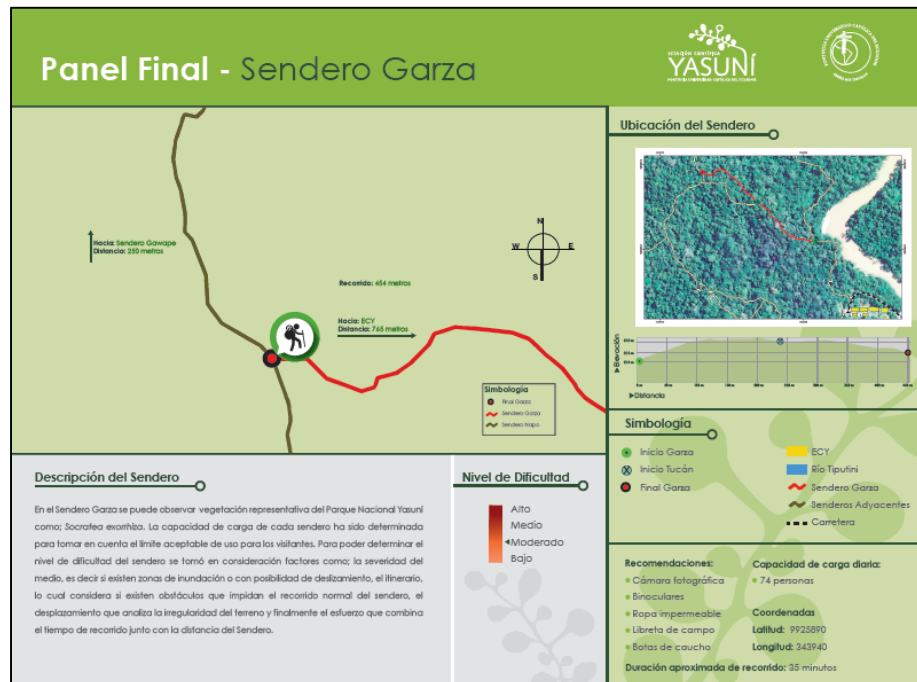 Panel Final - Sendero Garza
ESTACIÓN CIENTÍFICA
YASUNÍ
PONTIFICIA UNIVERSIDAD CATÓLICA DEL ECUADOR
Hacia: Sendero Gawape
Distancia: 250 metros
N
W E
S
Recorrido: 454 metros
Hacia: ECY
Distancia: 765 metros
Simbología
Final Garza
Sendero Garza
Sendero Napo
Ubicación del Sendero
Elevación
Distancia
Simbología
Inicio Garza
Inicio Tucán
Final Garza
ECY
Río Tiputini
Sendero Garza
Senderos Adyacentes
Carretera
Descripción del Sendero
En el Sendero Garza se puede observar vegetación representativa del Parque Nacional Yasuní
como; Socratea exorrhiza. La capacidad de carga de cada sendero ha sido determinada
para tomar en cuenta el límite aceptable de uso para los visitantes. Para poder determinar el
nivel de dificultad del sendero se tomó en consideración factores como; la severidad del
medio, es decir si existen zonas de inundación o con posibilidad de deslizamiento, el itinerario,
lo cual considera si existen obstáculos que impidan el recorrido normal del sendero, el
desplazamiento que analiza la irregularidad del terreno y finalmente el esfuerzo que combina
el tiempo de recorrido junto con la distancia del Sendero.
Nivel de Dificultad
Alto
Medio
Moderado
Bajo
Recomendaciones:
Cámara fotográfica
Binoculares
Ropa impermeable
Libreta de campo
Botas de caucho
Capacidad de carga diaria:
74 personas
Coordenadas
Latitud: 9925890
Longitud: 343940
Duración aproximada de recorrido: 35 minutos